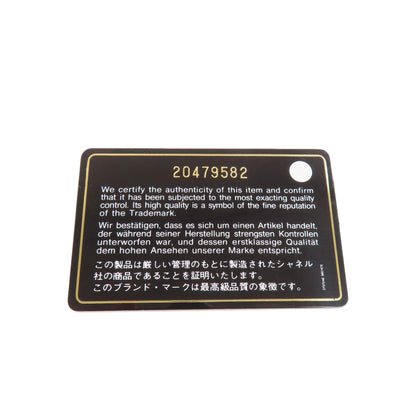 20479582
We certify the authenticity of this item and confirm
that it has been subjected to the most exacting quality
control. Its high quality is a symbol of the fine reputation
of the Trademark.
Wir bestätigen, dass es sich um einen Artikel handelt,
der während seiner Herstellung strengsten Kontrollen
unterworfen war, und dessen erstklassige Qualität
dem hohen Ansehen unserer Marke entspricht.
この製品は厳しい管理のもとに製造されたシャネル
社の商品であることを証明いたします。
このブランド・マークは最高級品質の象徴です。